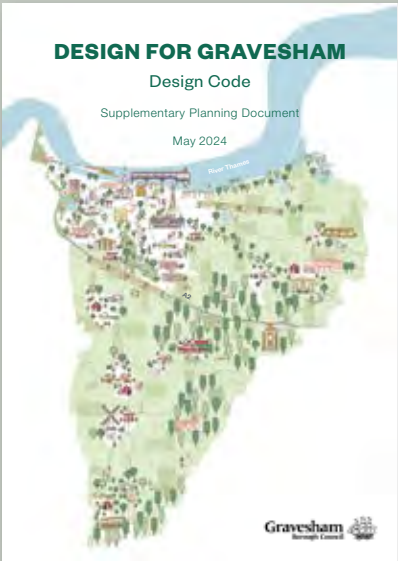 DESIGN FOR GRAVESHAM
Design Code
Supplementary Planning Document
May 2024
River Thames
A2
Gravesham
Borough Council